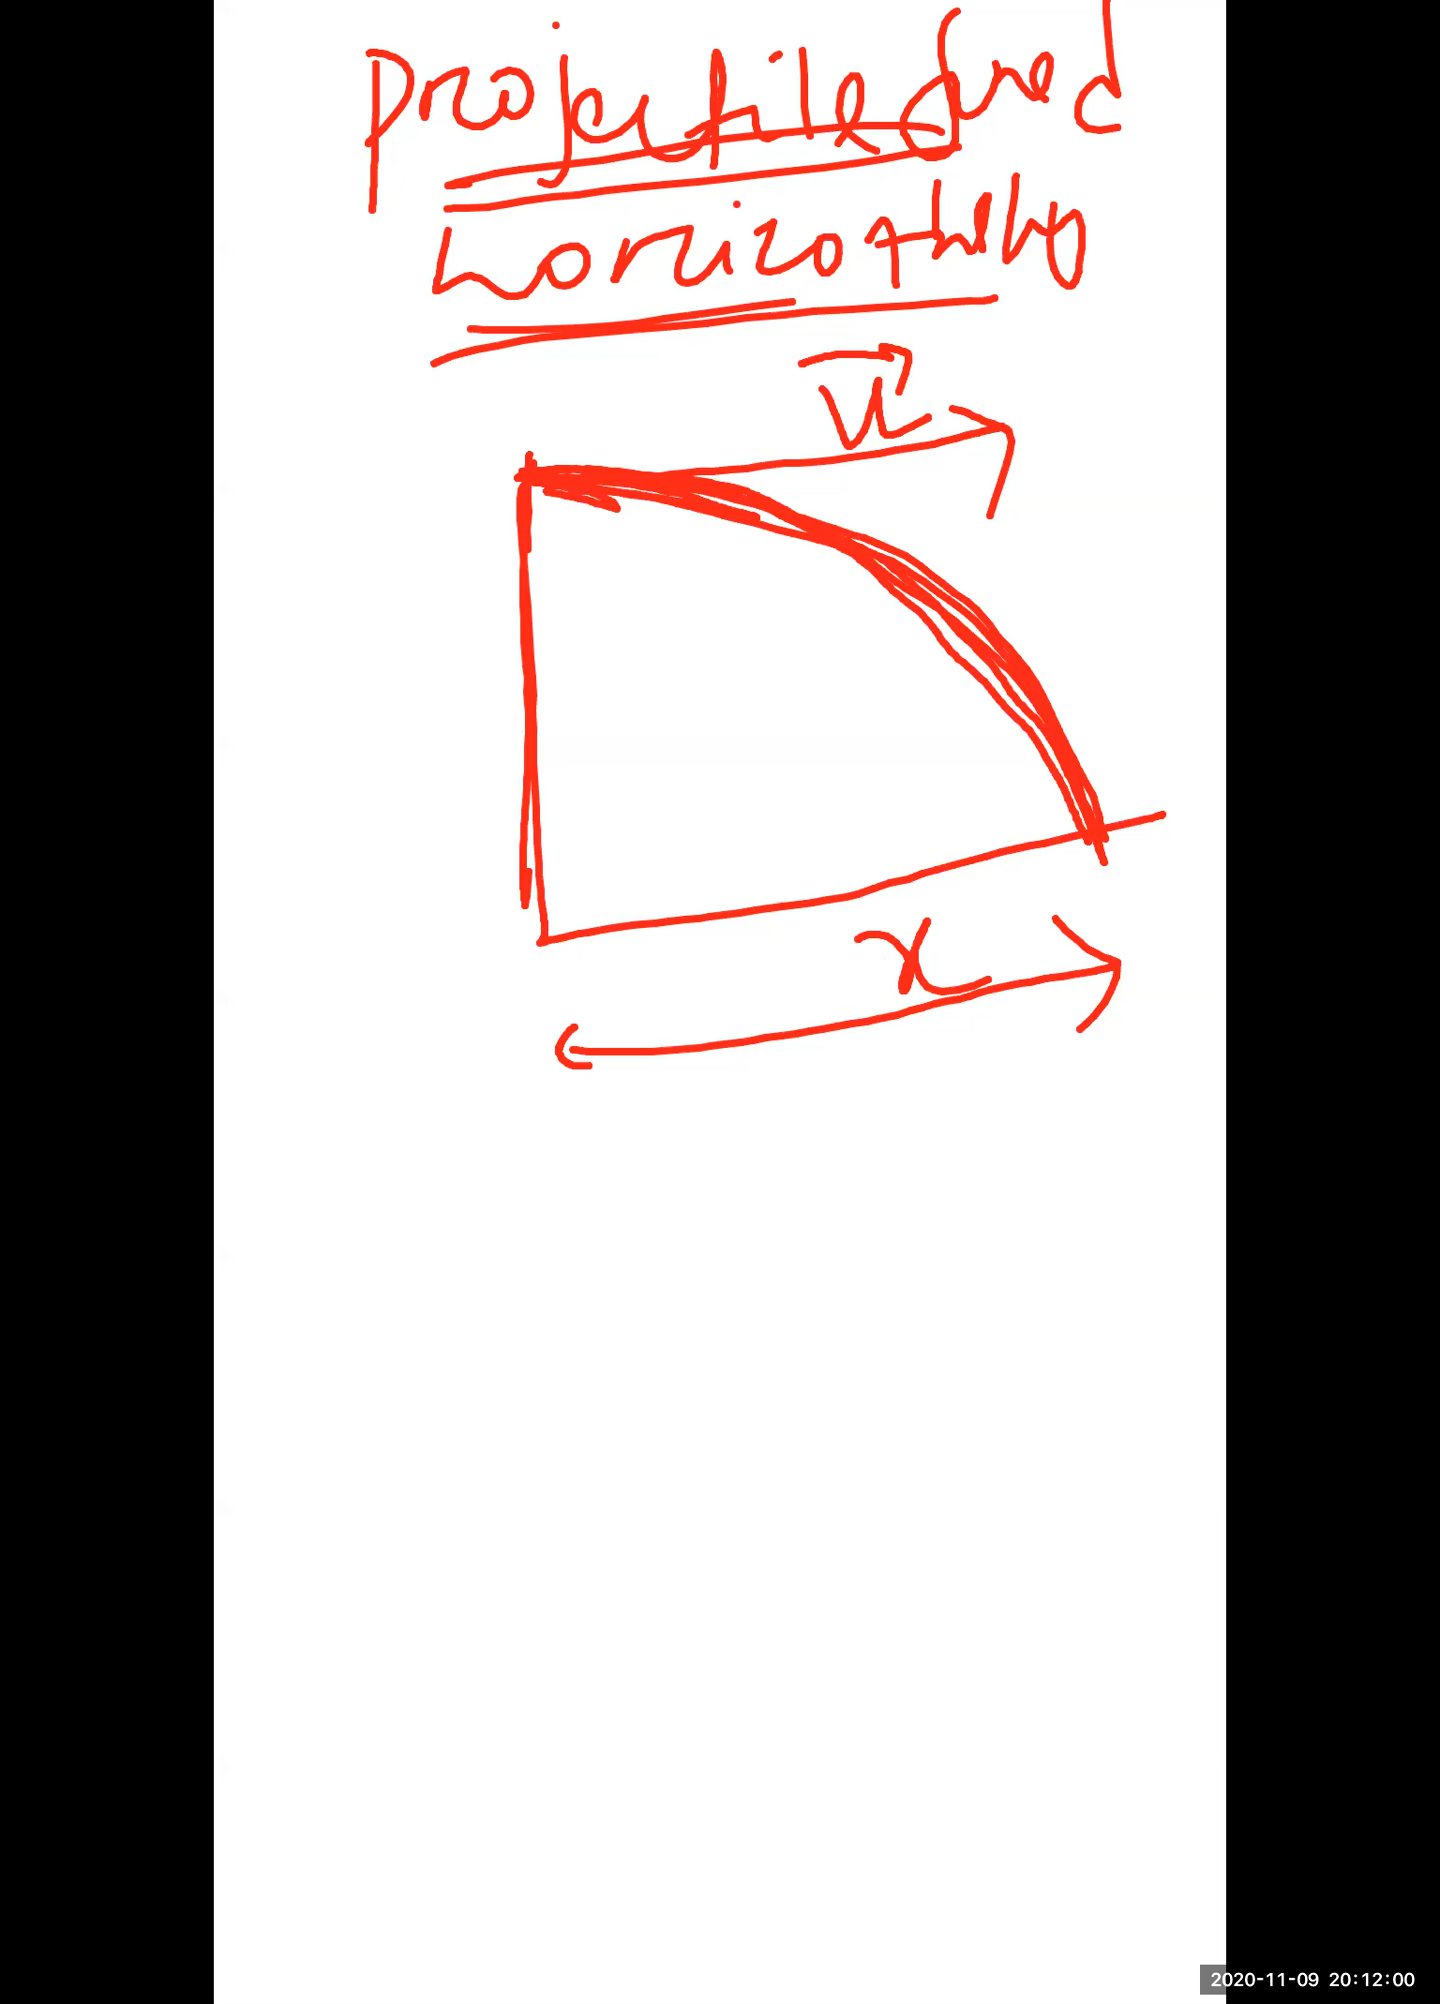 projectile fired
horizontally
u
x
2020-11-09 20:12:00